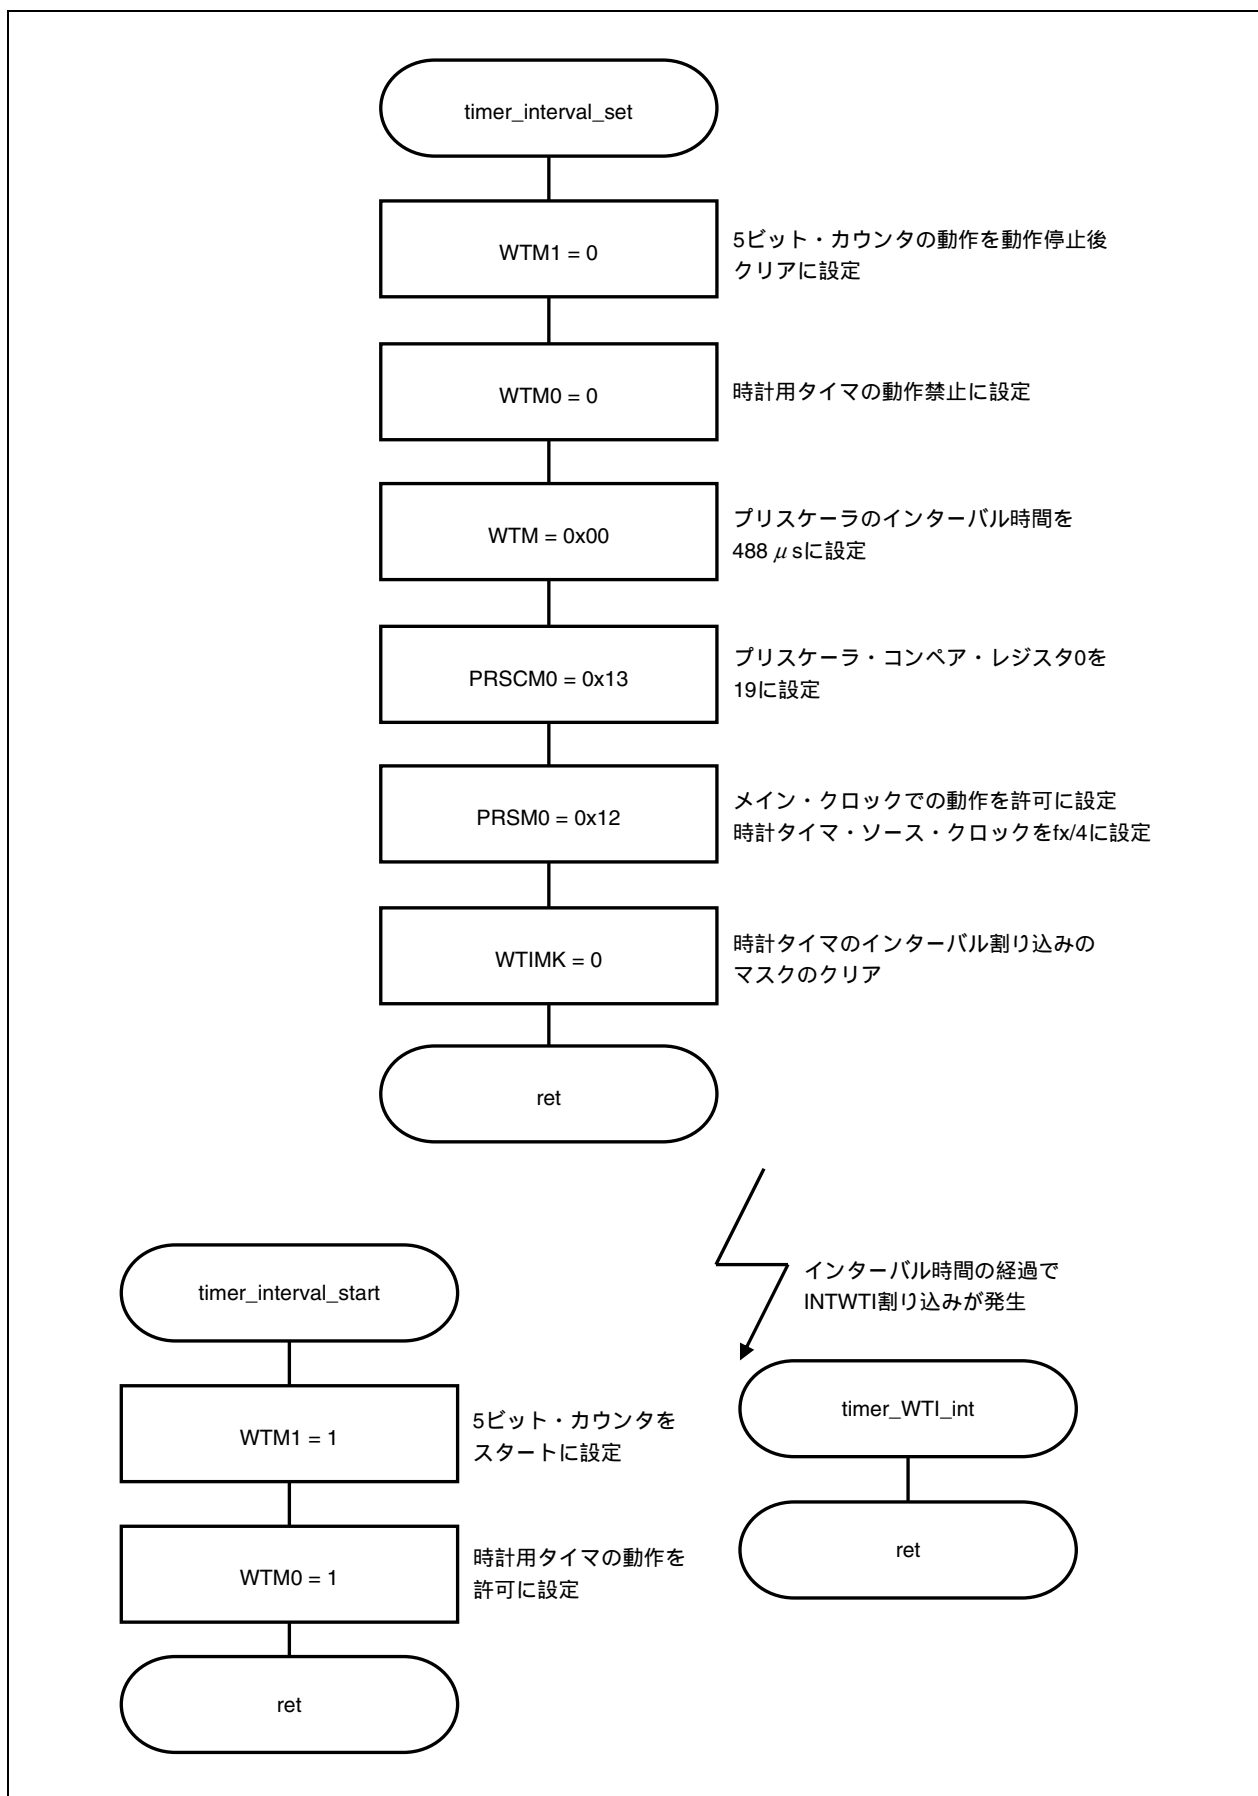 timer_interval_set
WTM1 = 0
5ビット・カウンタの動作を動作停止後
クリアに設定
WTM0 = 0
時計用タイマの動作禁止に設定
WTM = 0x00
プリスケーラのインターバル時間を
488 μsに設定
PRSCM0 = 0x13
プリスケーラ・コンペア・レジスタ0を
19に設定
PRSM0 = 0x12
メイン・クロックでの動作を許可に設定
時計タイマ・ソース・クロックをfx/4に設定
WTIMK = 0
時計タイマのインターバル割り込みの
マスクのクリア
ret
timer_interval_start
WTM1 = 1
5ビット・カウンタを
スタートに設定
WTM0 = 1
時計用タイマの動作を
許可に設定
ret
インターバル時間の経過で
INTWTI割り込みが発生
timer_WTI_int
ret